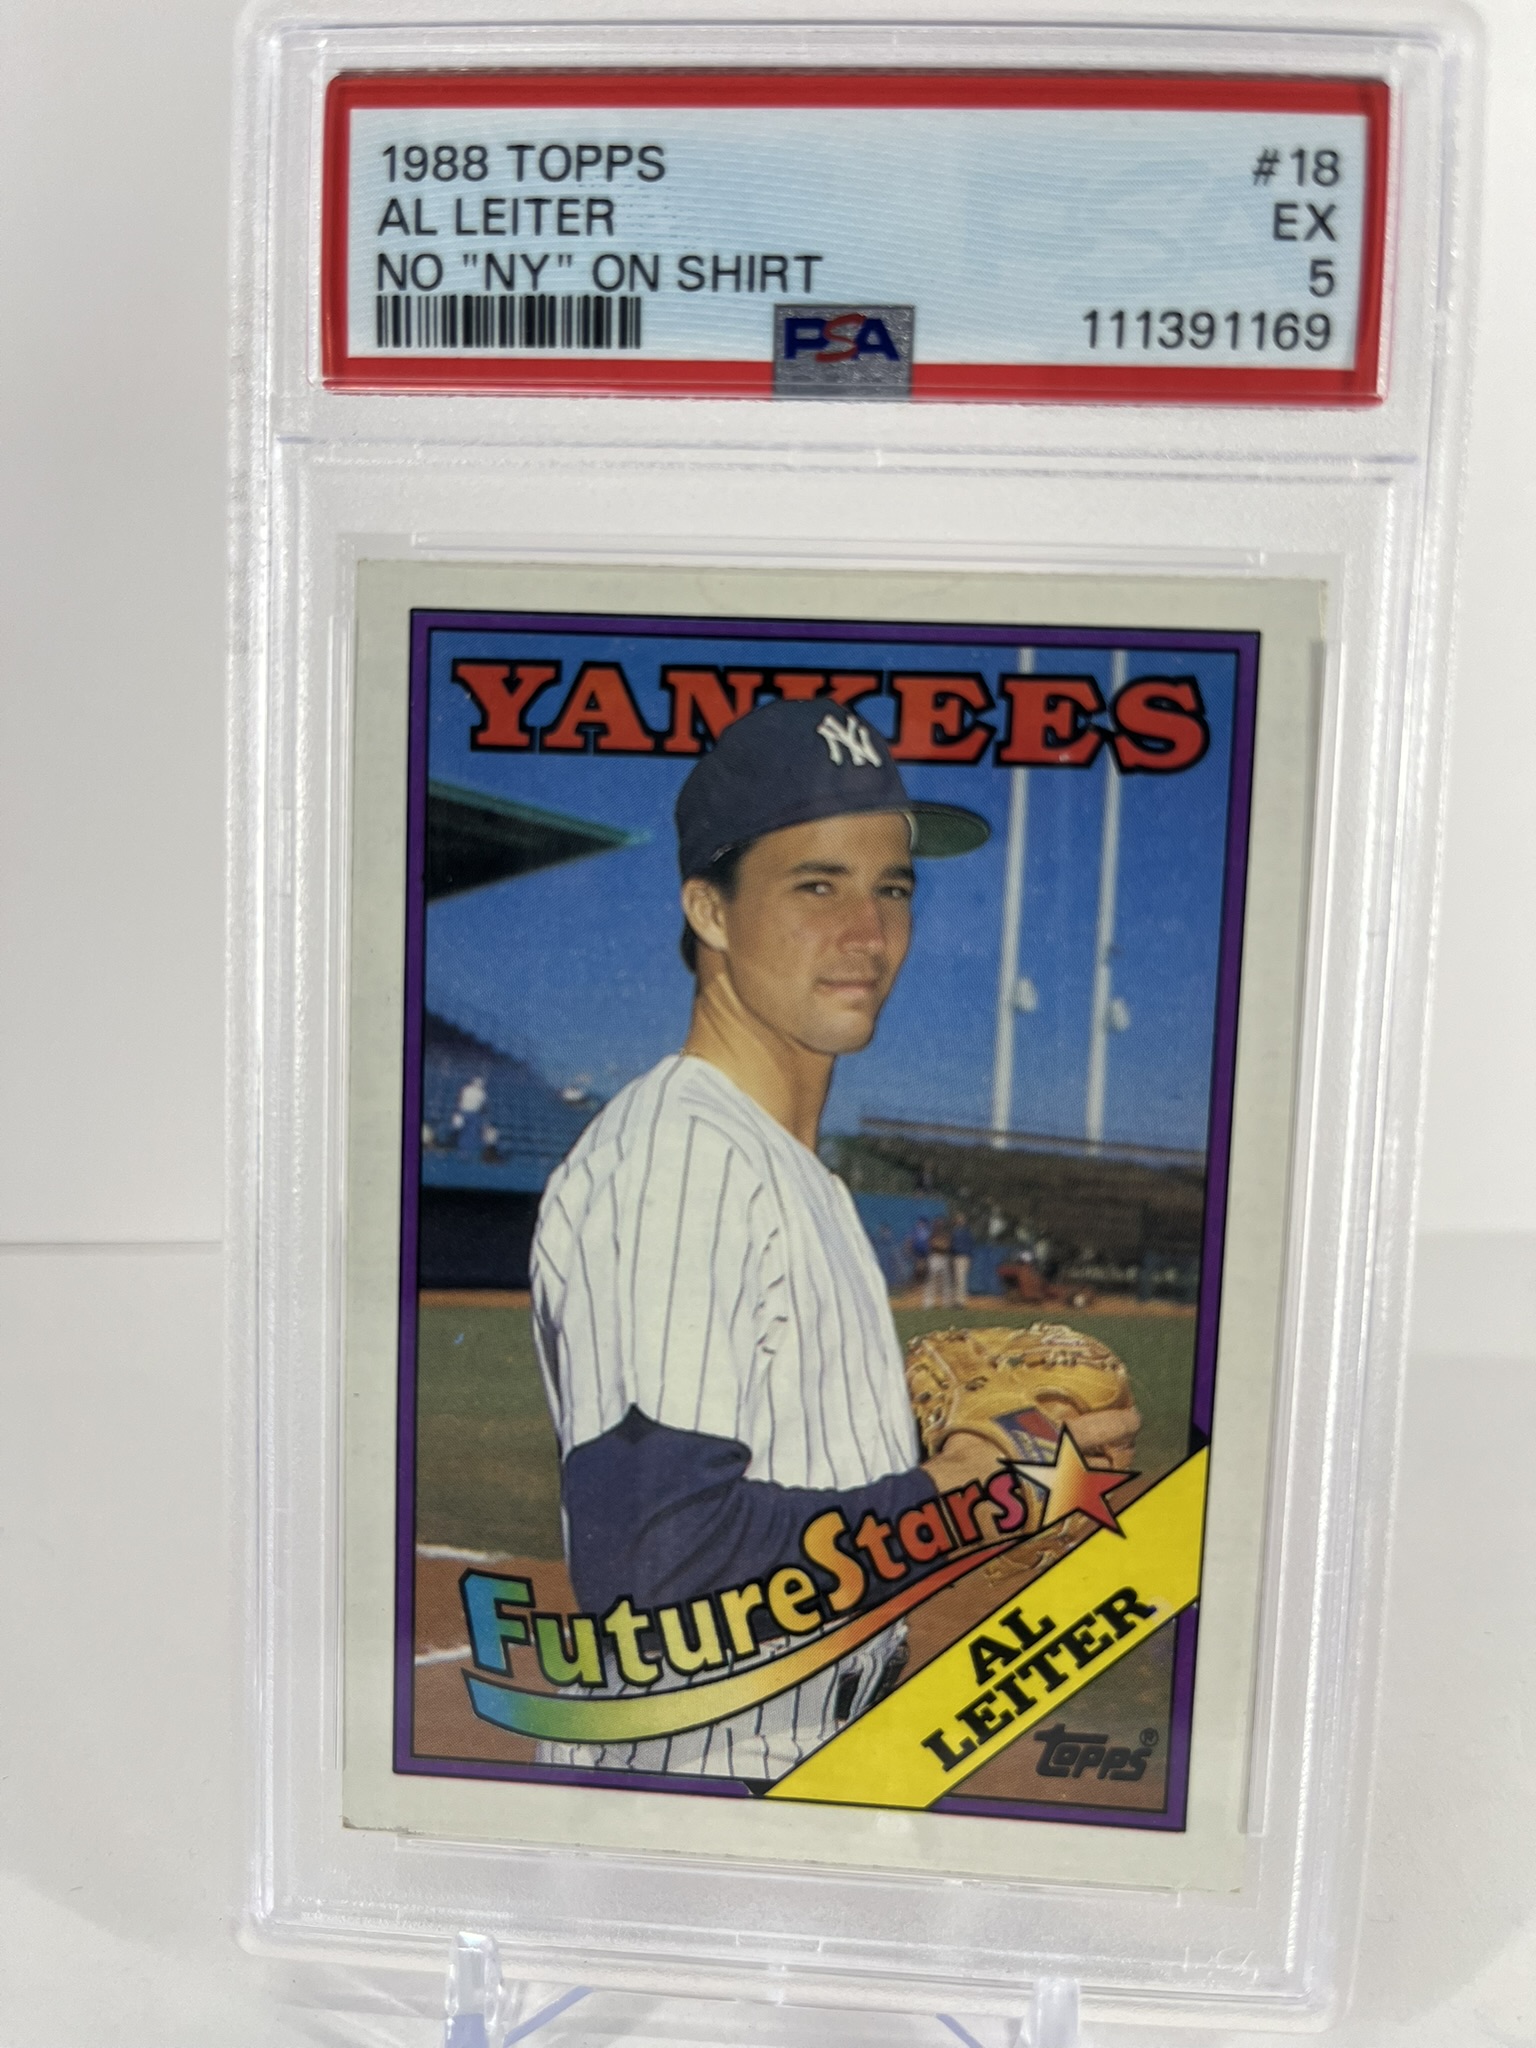 1988 TOPPS #18
AL LEITER EX
NO "NY" ON SHIRT 5
PSA 111391169
YANKEES
NY
FutureStars
AL
LEITER
TOPPS®